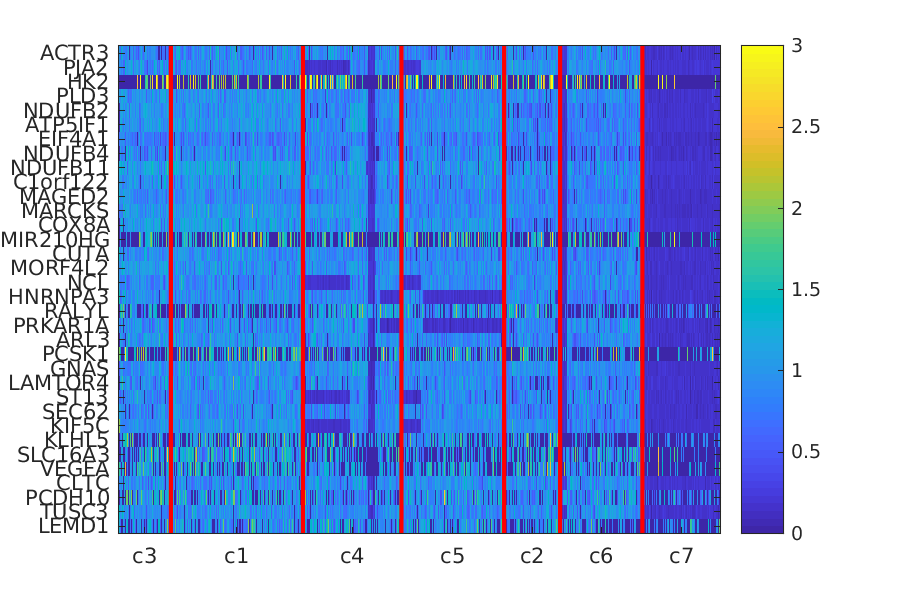 ACTR3
PJA2
HK2
PLD3
NDUFB2
ATP5IF1
EIF4A1
NDUFB4
NDUFB11
C1orf122
MAGED2
MARCKS
COX8A
MIR210HG
CUTA
MORF4L2
NCL
HNRNPA3
RALYL
PRKAR1A
ARL3
PCSK1
GNAS
LAMTOR4
ST13
SEC62
KIF5C
KLHL5
SLC16A3
VEGFA
CLTC
PCDH10
TUSC3
LEMD1
c3 c1 c4 c5 c2 c6 c7
3
2.5
2
1.5
1
0.5
0